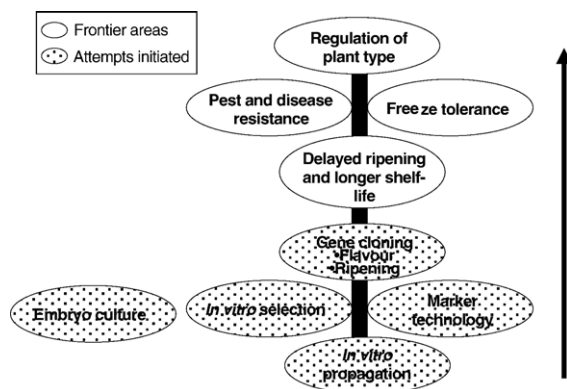 Frontier areas
Attempts initiated
Regulation of
plant type
Pest and disease
resistance
Freeze tolerance
Delayed ripening
and longer shelf-
life
Gene cloning
•Flavour
•Ripening
Embryo culture
In vitro selection
Marker
technology
In vitro
propagation